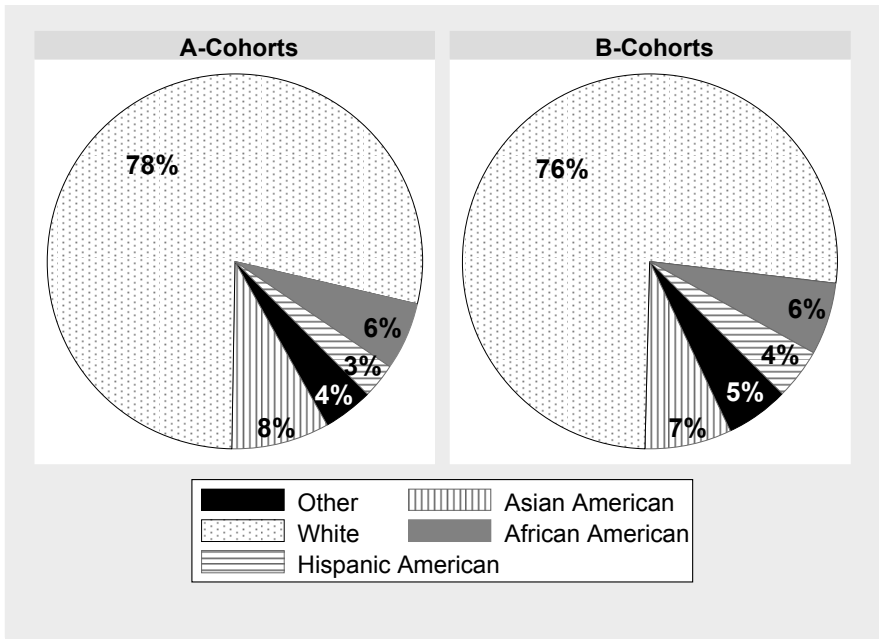 A-Cohorts
78%
6%
3%
4%
8%
B-Cohorts
76%
6%
4%
5%
7%
Other
Asian American
White
African American
Hispanic American